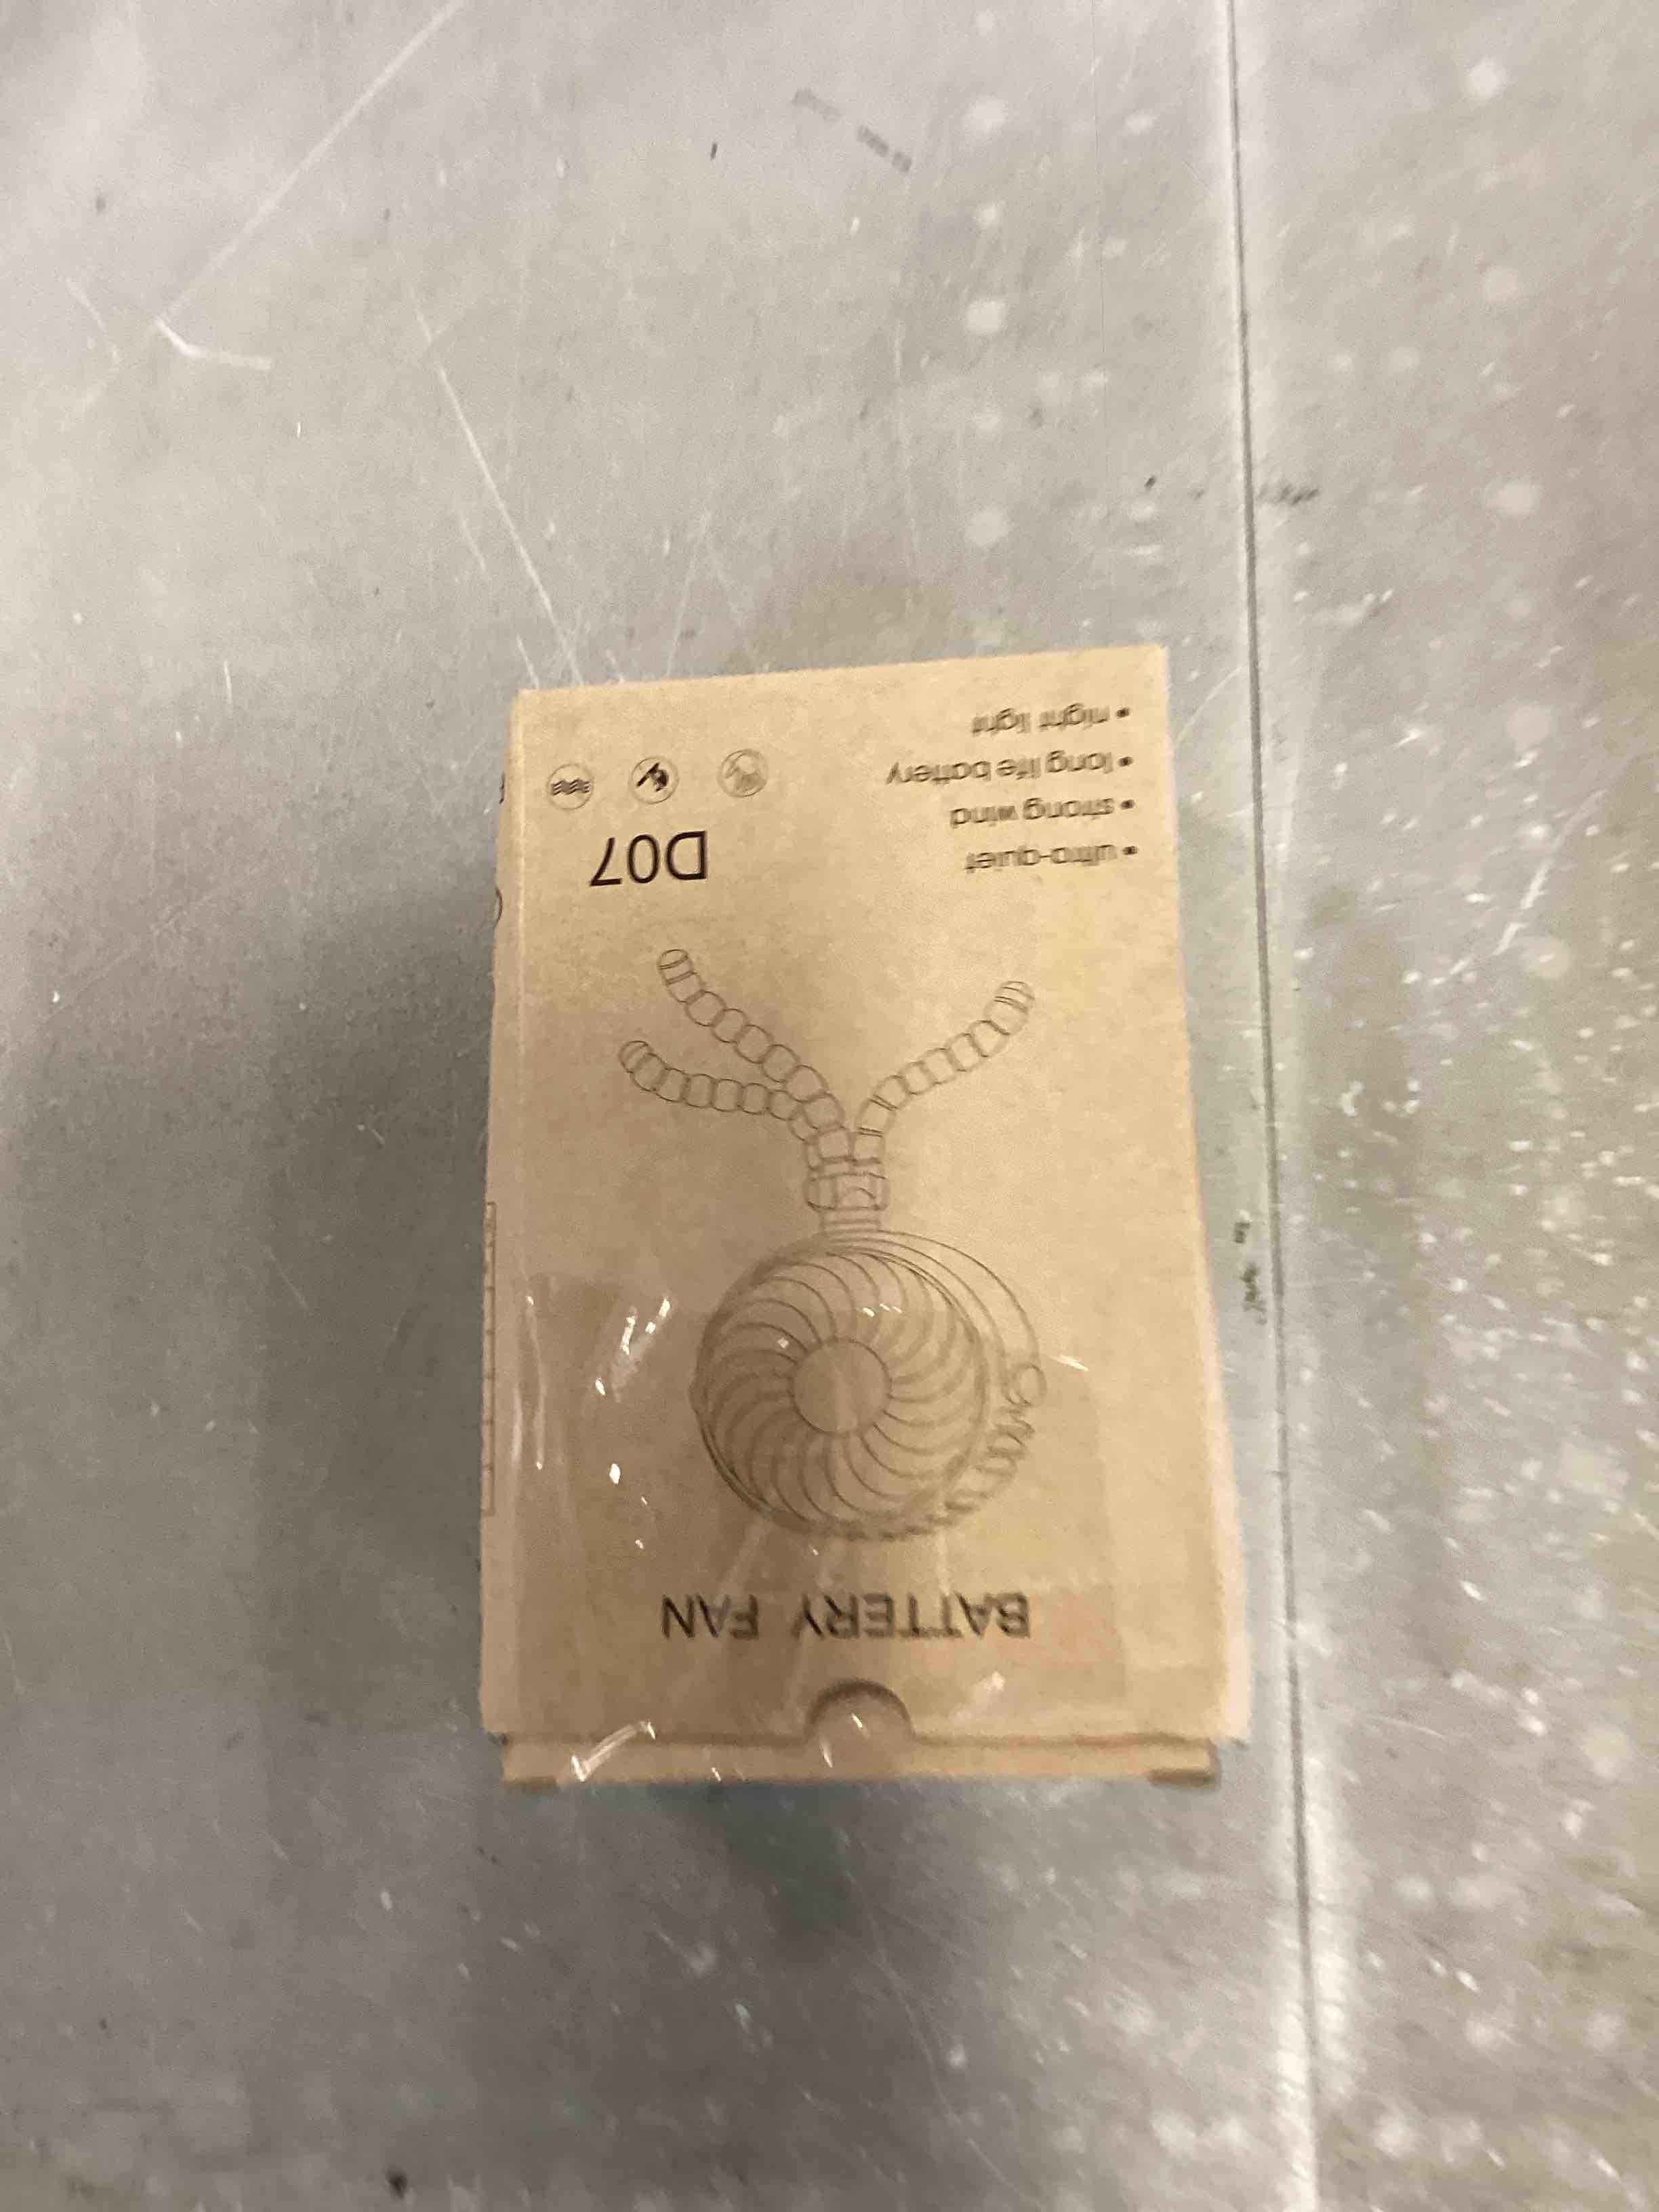 BATTERY FAN
• ultra-quiet
• strong wind
• long life battery
• night light
D07